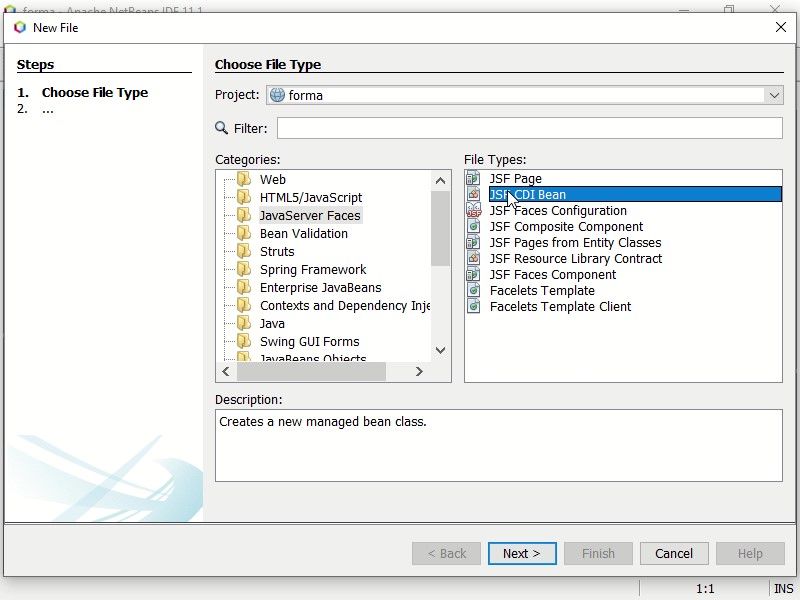 forma - Apache NetBeans IDE 11.1
New File
Steps
1. Choose File Type
2. ...
Choose File Type
Project: forma
Filter:
Categories:
Web
HTML5/JavaScript
JavaServer Faces
Bean Validation
Struts
Spring Framework
Enterprise JavaBeans
Contexts and Dependency Inje
Java
Swing GUI Forms
JavaBeans Objects
File Types:
JSF Page
JSF CDI Bean
JSF Faces Configuration
JSF Composite Component
JSF Pages from Entity Classes
JSF Resource Library Contract
JSF Faces Component
Facelets Template
Facelets Template Client
Description:
Creates a new managed bean class.
< Back
Next >
Finish
Cancel
Help
1:1
INS